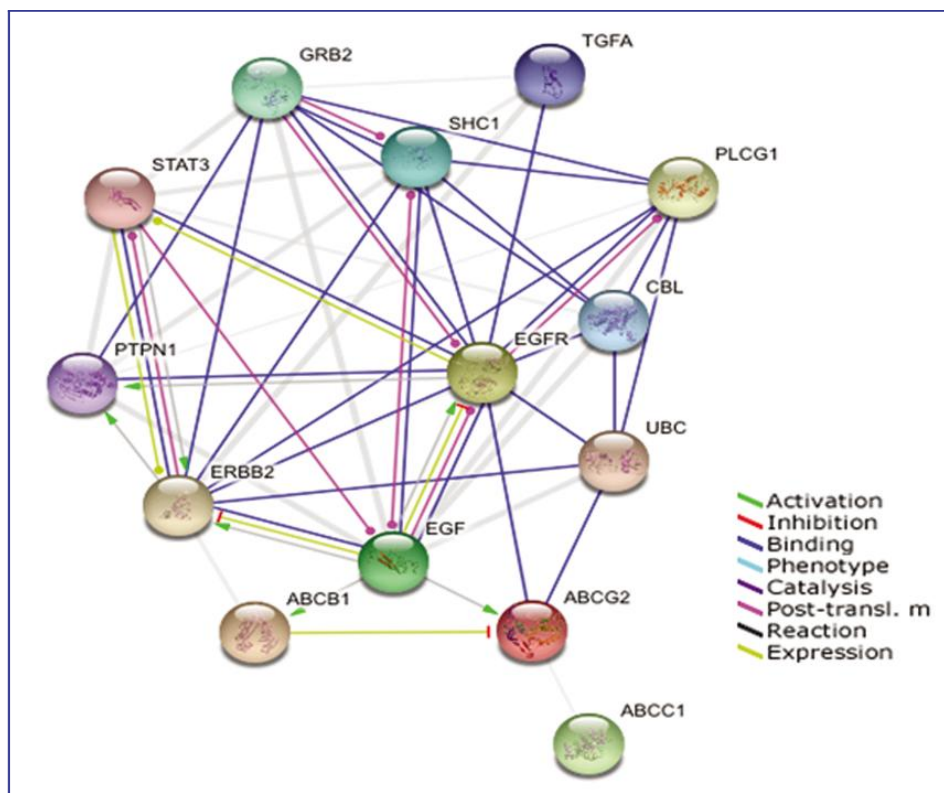 TGFA
GRB2
SHC1
PLCG1
STAT3
CBL
EGFR
PTPN1
UBC
ERBB2
EGF
ABCB1
ABCG2
ABCC1
Activation
Inhibition
Binding
Phenotype
Catalysis
Post-transl. m
Reaction
Expression